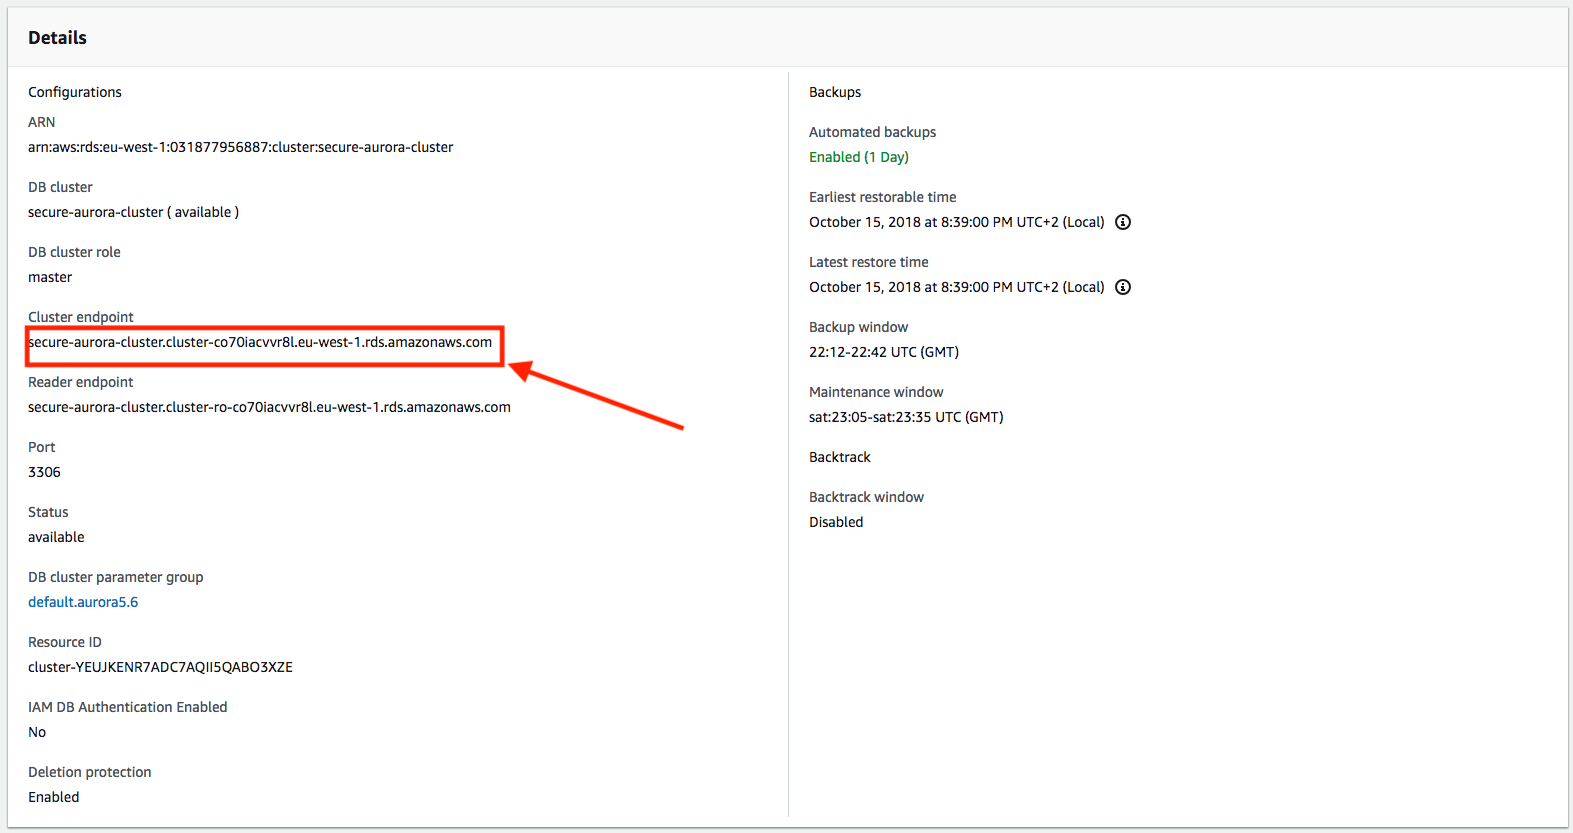 Details
Configurations
ARN
arn:aws:rds:eu-west-1:031877956887:cluster:secure-aurora-cluster
DB cluster
secure-aurora-cluster ( available )
DB cluster role
master
Cluster endpoint
secure-aurora-cluster.cluster-co70iacvvr8l.eu-west-1.rds.amazonaws.com
Reader endpoint
secure-aurora-cluster.cluster-ro-co70iacvvr8l.eu-west-1.rds.amazonaws.com
Port
3306
Status
available
DB cluster parameter group
default.aurora5.6
Resource ID
cluster-YEUJKENR7ADC7AQII5QABO3XZE
IAM DB Authentication Enabled
No
Deletion protection
Enabled
Backups
Automated backups
Enabled (1 Day)
Earliest restorable time
October 15, 2018 at 8:39:00 PM UTC+2 (Local)
Latest restore time
October 15, 2018 at 8:39:00 PM UTC+2 (Local)
Backup window
22:12-22:42 UTC (GMT)
Maintenance window
sat:23:05-sat:23:35 UTC (GMT)
Backtrack
Backtrack window
Disabled